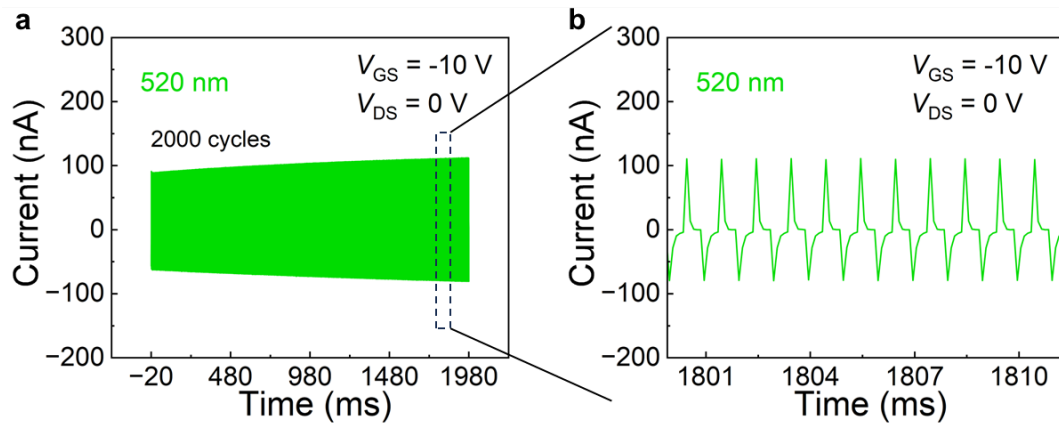 a
300
200
100
0
−100
−200
Current (nA)
520 nm
V_GS = -10 V
V_DS = 0 V
2000 cycles
−20 480 980 1480 1980
Time (ms)
b
300
200
100
0
−100
−200
Current (nA)
520 nm
V_GS = -10 V
V_DS = 0 V
1801 1804 1807 1810
Time (ms)